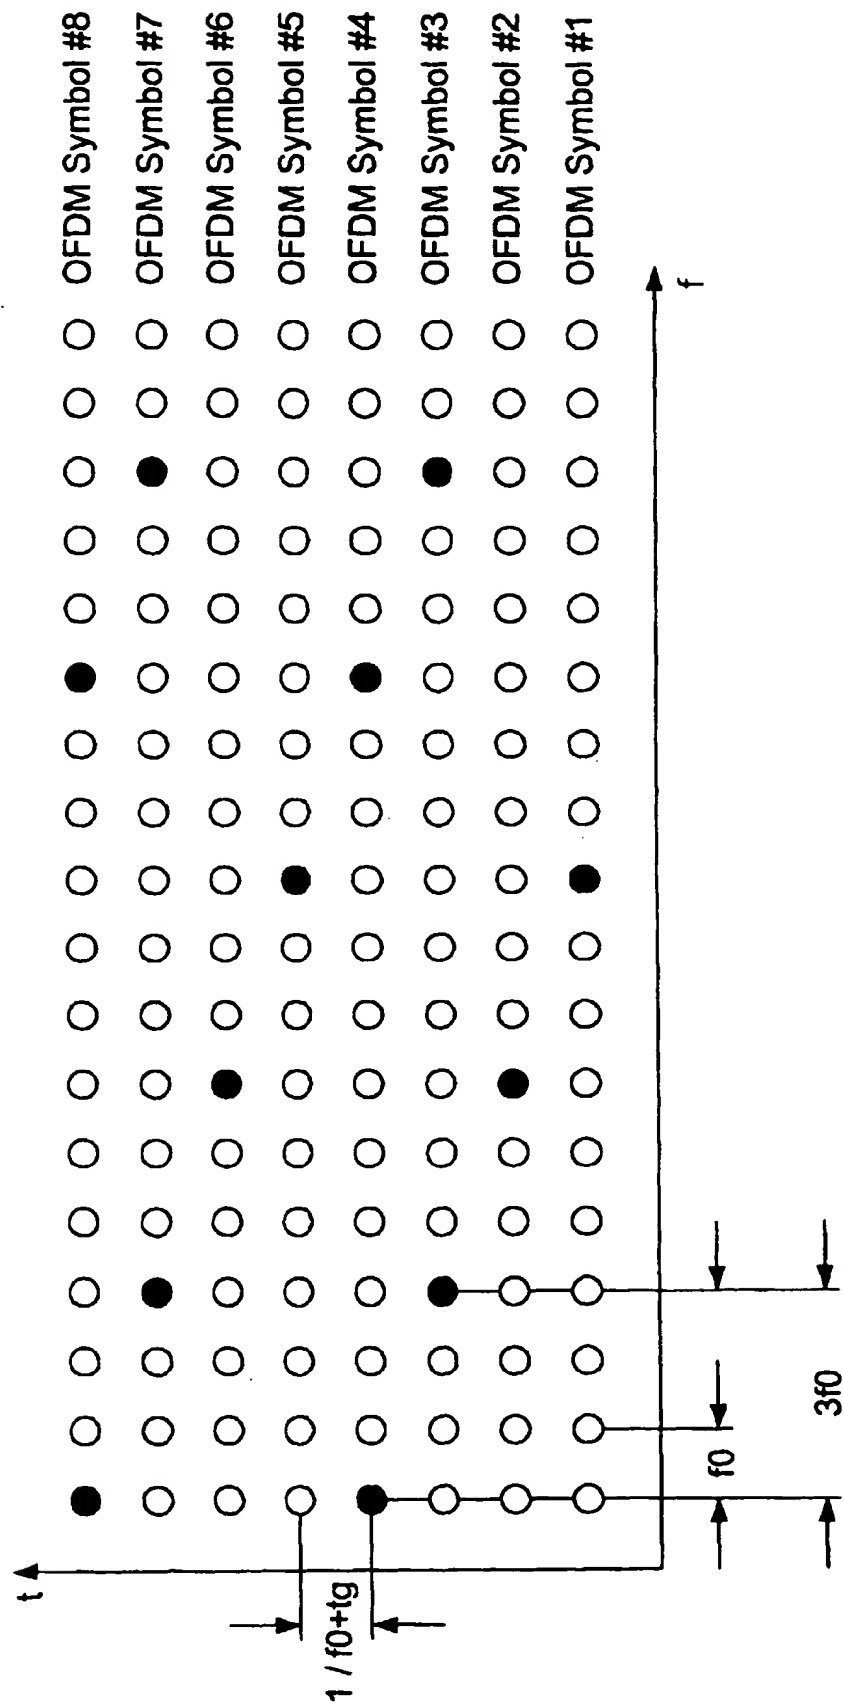 OFDM Symbol #8
OFDM Symbol #7
OFDM Symbol #6
OFDM Symbol #5
OFDM Symbol #4
OFDM Symbol #3
OFDM Symbol #2
OFDM Symbol #1
t
f
1 / f0+tg
f0
3f0